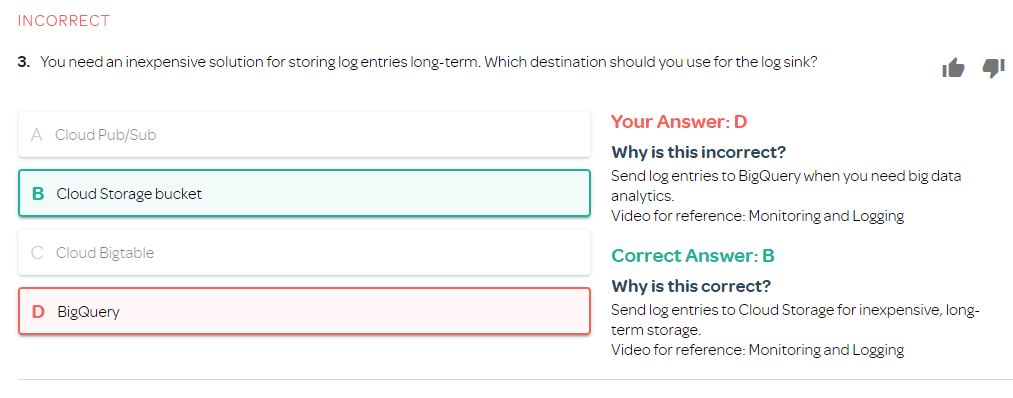 INCORRECT
3. You need an inexpensive solution for storing log entries long-term. Which destination should you use for the log sink?
A Cloud Pub/Sub
B Cloud Storage bucket
C Cloud Bigtable
D BigQuery
Your Answer: D
Why is this incorrect?
Send log entries to BigQuery when you need big data
analytics.
Video for reference: Monitoring and Logging
Correct Answer: B
Why is this correct?
Send log entries to Cloud Storage for inexpensive, long-
term storage.
Video for reference: Monitoring and Logging